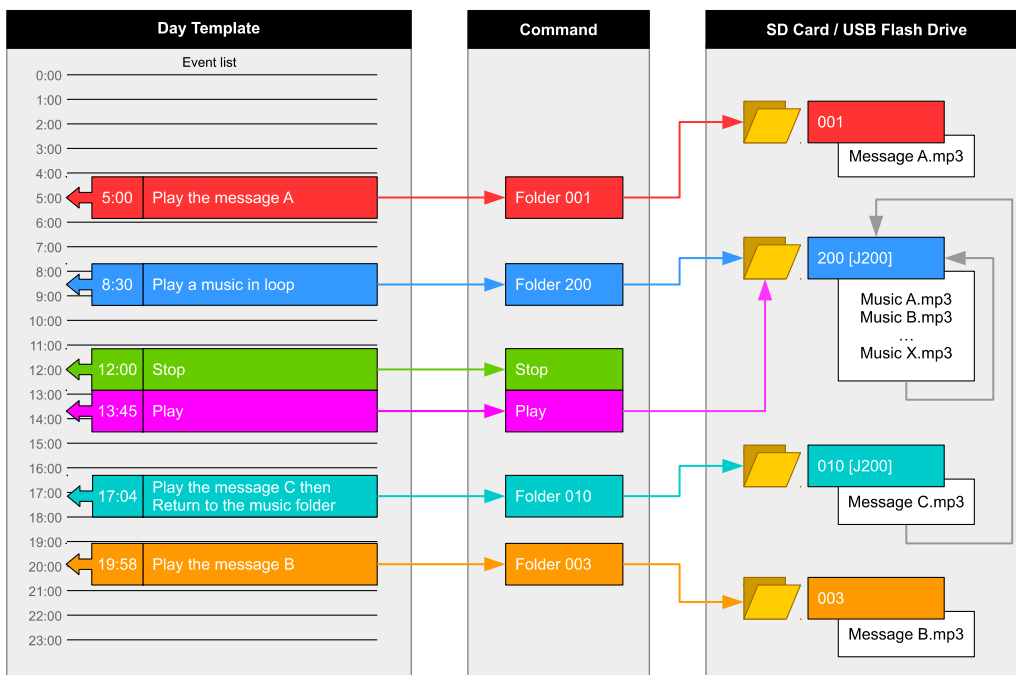 Day Template
Event list
0:00
1:00
2:00
3:00
4:00
5:00
6:00
7:00
8:00
9:00
10:00
11:00
12:00
13:00
14:00
15:00
16:00
17:00
18:00
19:00
20:00
21:00
22:00
23:00
5:00 Play the message A
8:30 Play a music in loop
12:00 Stop
13:45 Play
17:04 Play the message C then
Return to the music folder
19:58 Play the message B
Command
Folder 001
Folder 200
Stop
Play
Folder 010
Folder 003
SD Card / USB Flash Drive
001
Message A.mp3
200 [J200]
Music A.mp3
Music B.mp3
...
Music X.mp3
010 [J200]
Message C.mp3
003
Message B.mp3